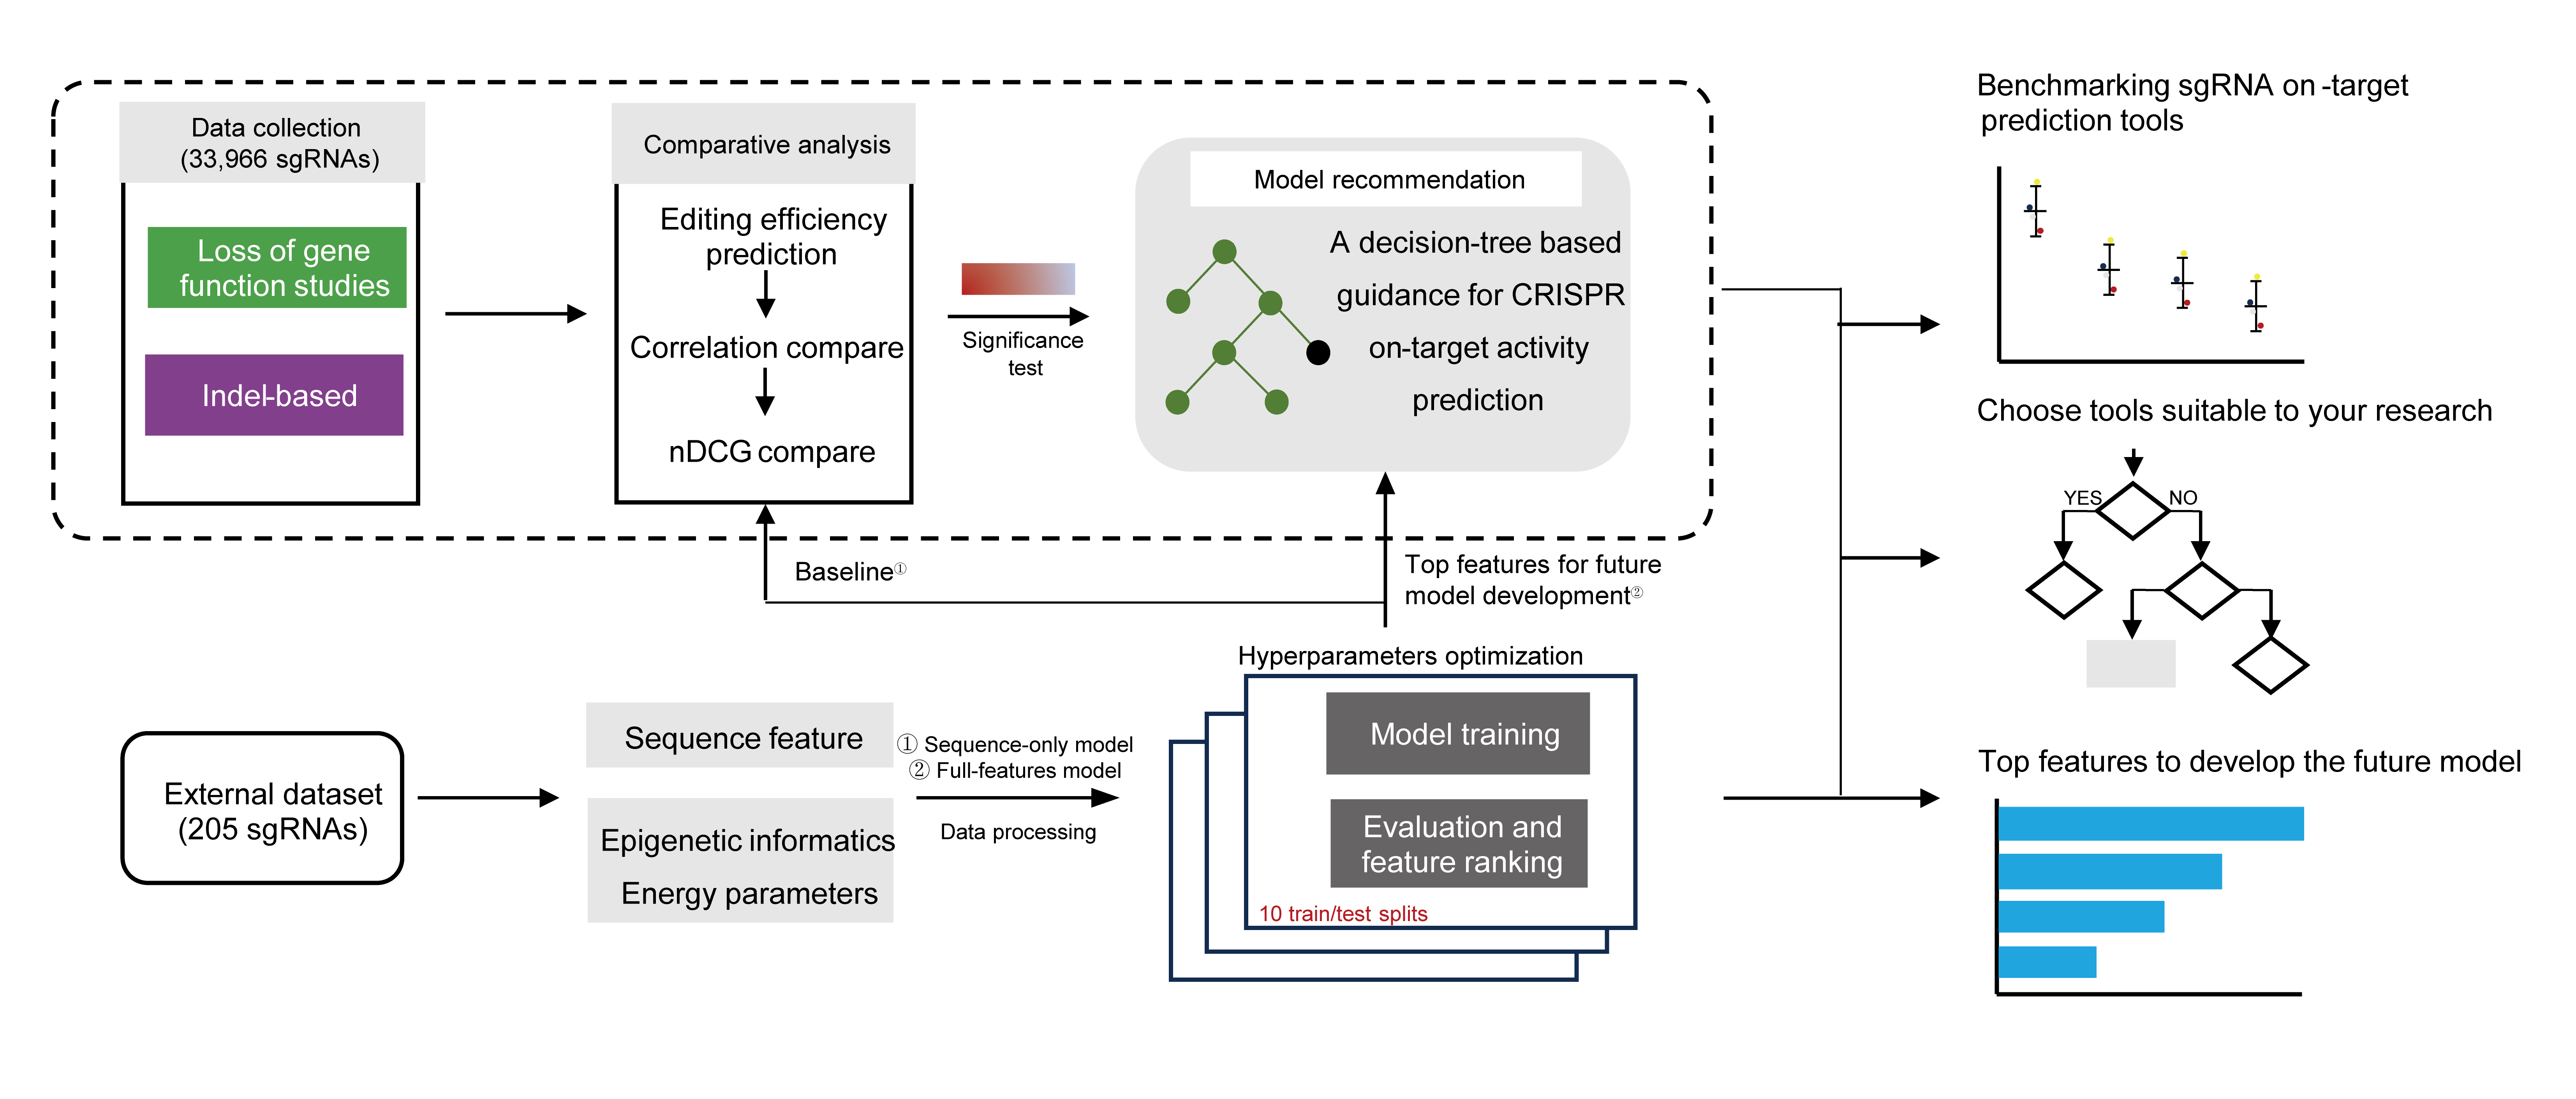 Data collection
(33,966 sgRNAs)
Loss of gene
function studies
Indel-based
Comparative analysis
Editing efficiency
prediction
Correlation compare
nDCG compare
Significance
test
Model recommendation
A decision-tree based
guidance for CRISPR
on-target activity
prediction
Baseline①
Top features for future
model development②
External dataset
(205 sgRNAs)
Sequence feature
Epigenetic informatics
Energy parameters
① Sequence-only model
② Full-features model
Data processing
Hyperparameters optimization
Model training
Evaluation and
feature ranking
10 train/test splits
Benchmarking sgRNA on -target
prediction tools
Choose tools suitable to your research
YES
NO
Top features to develop the future model